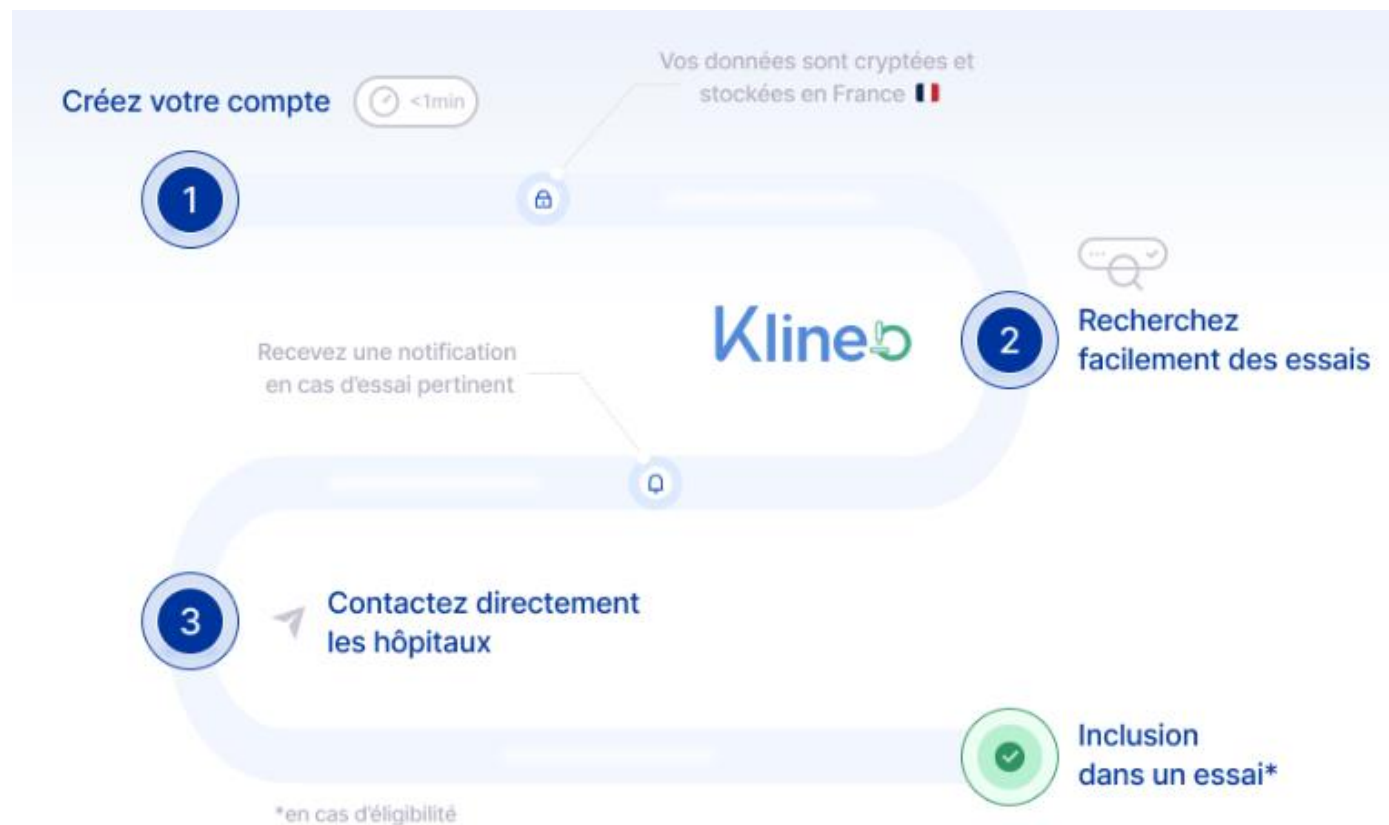 Créez votre compte
<1min
Vos données sont cryptées et
stockées en France
1
Klineo
2
Recherchez
facilement des essais
Recevez une notification
en cas d'essai pertinent
3
Contactez directement
les hôpitaux
Inclusion
dans un essai*
*en cas d'éligibilité